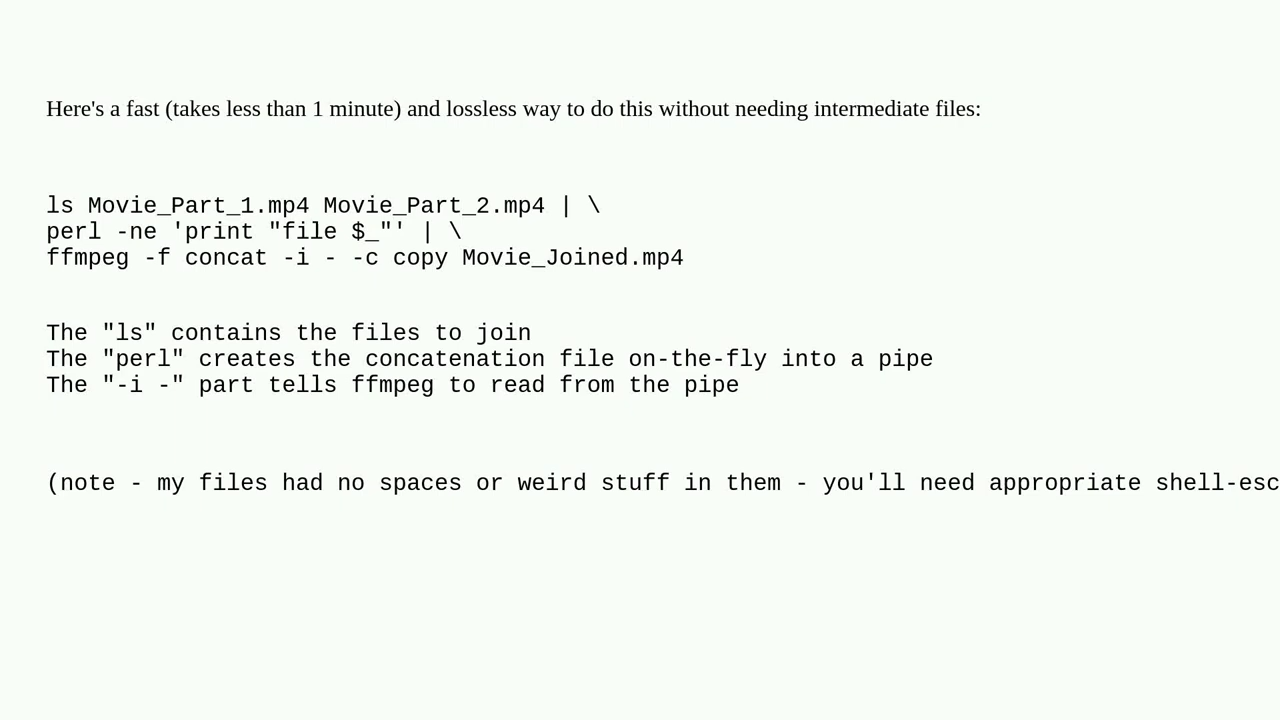 Here's a fast (takes less than 1 minute) and lossless way to do this without needing intermediate files:
ls Movie_Part_1.mp4 Movie_Part_2.mp4 | \
perl -ne 'print "file $_"' | \
ffmpeg -f concat -i - -c copy Movie_Joined.mp4
The "ls" contains the files to join
The "perl" creates the concatenation file on-the-fly into a pipe
The "-i -" part tells ffmpeg to read from the pipe
(note - my files had no spaces or weird stuff in them - you'll need appropriate shell-esc